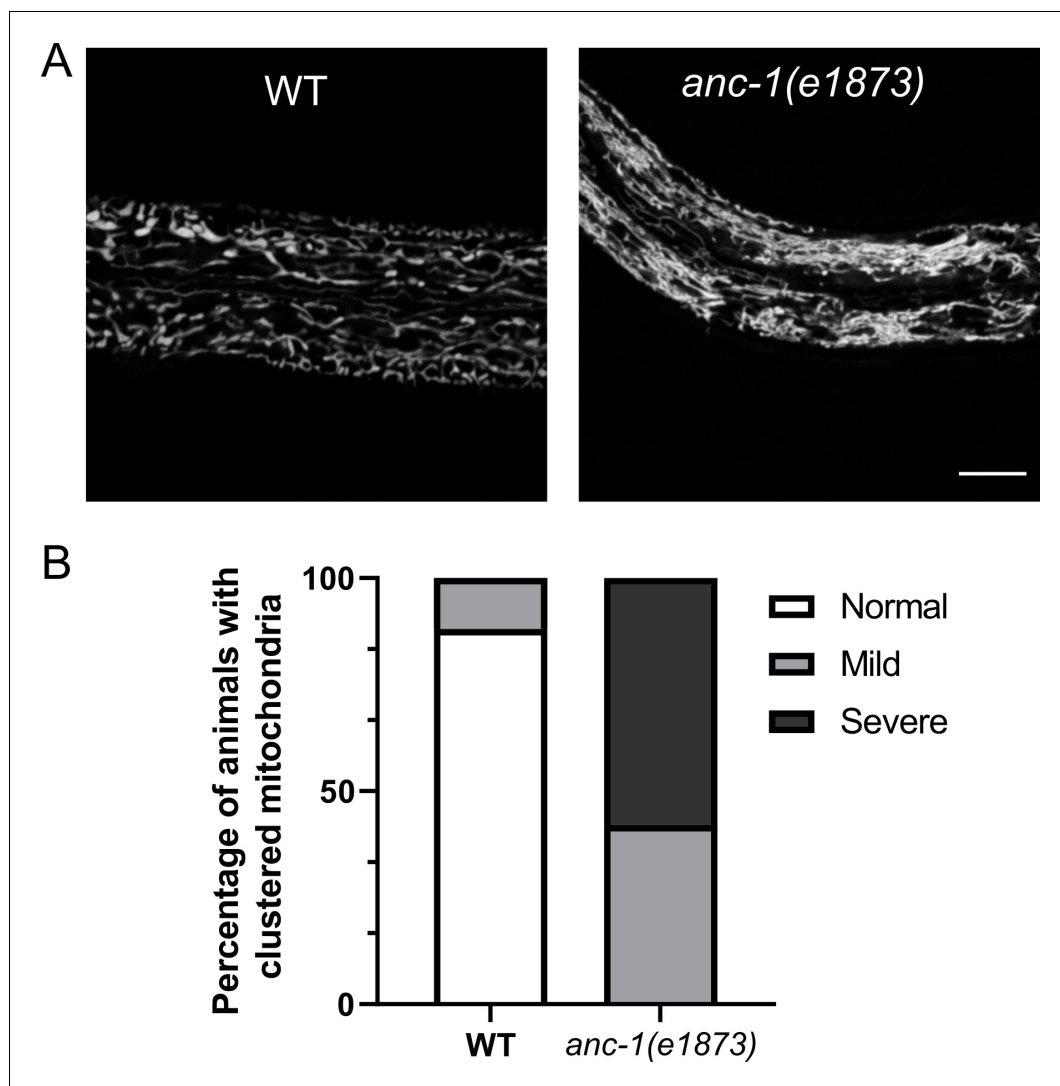 A
WT
anc-1(e1873)
B
Percentage of animals with
clustered mitochondria
100
50
0
WT
anc-1(e1873)
Normal
Mild
Severe